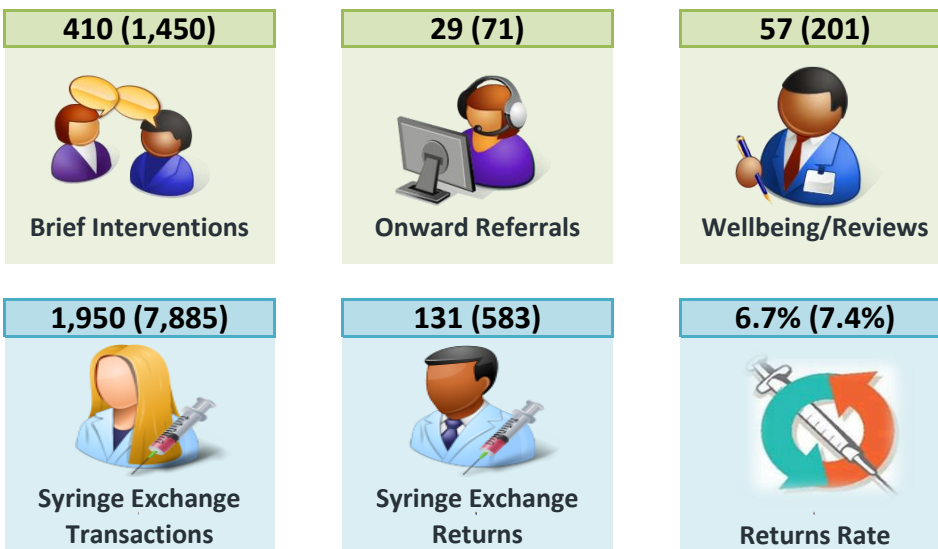 410 (1,450)
29 (71)
57 (201)
Brief Interventions
Onward Referrals
Wellbeing/Reviews
1,950 (7,885)
131 (583)
6.7% (7.4%)
Syringe Exchange
Transactions
Syringe Exchange
Returns
Returns Rate